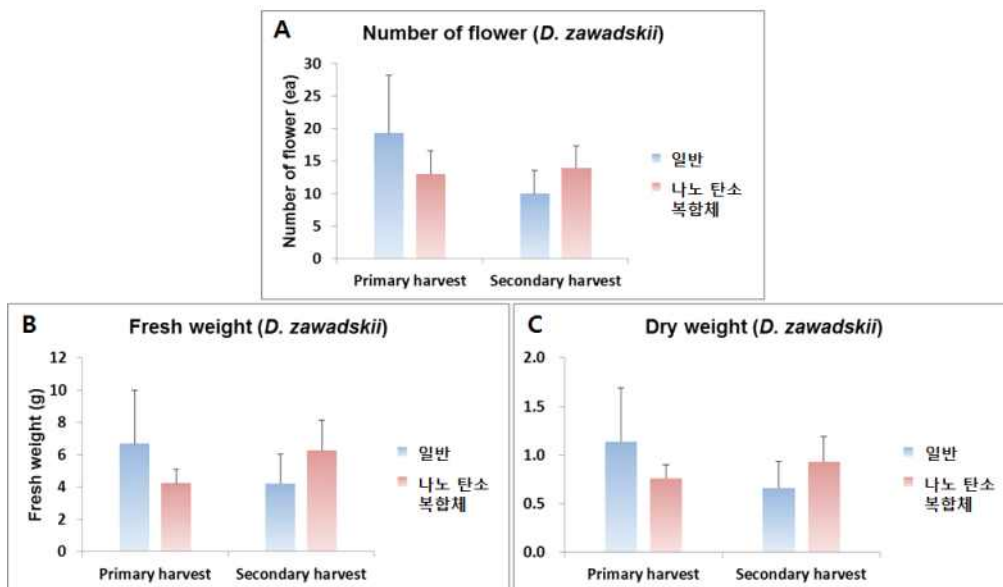 A
Number of flower (D. zawadskii)
Number of flower (ea)
30
25
20
15
10
5
0
Primary harvest
Secondary harvest
일반
나노 탄소
복합체
B
Fresh weight (D. zawadskii)
Fresh weight (g)
12
10
8
6
4
2
0
Primary harvest
Secondary harvest
일반
나노 탄소
복합체
C
Dry weight (D. zawadskii)
2.0
1.5
1.0
0.5
0.0
Primary harvest
Secondary harvest
일반
나노 탄소
복합체